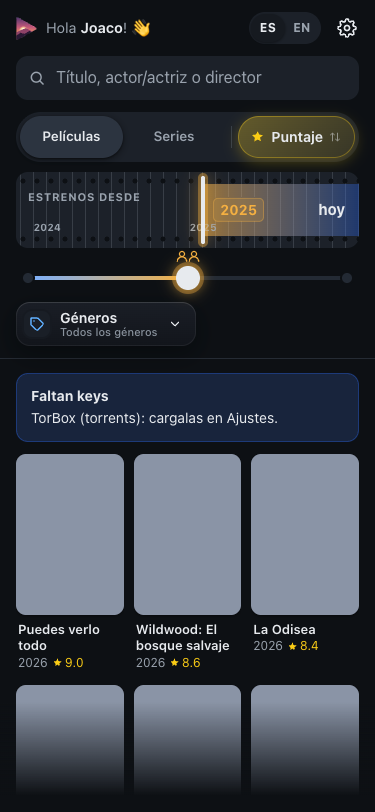 Hola Joaco! 👋
ES EN
Título, actor/actriz o director
Películas
Series
Puntaje
ESTRENOS DESDE
2024
2025
2025
hoy
Géneros
Todos los géneros
Faltan keys
TorBox (torrents): cargalas en Ajustes.
Puedes verlo
todo
2026 ★ 9.0
Wildwood: El
bosque salvaje
2026 ★ 8.6
La Odisea
2026 ★ 8.4